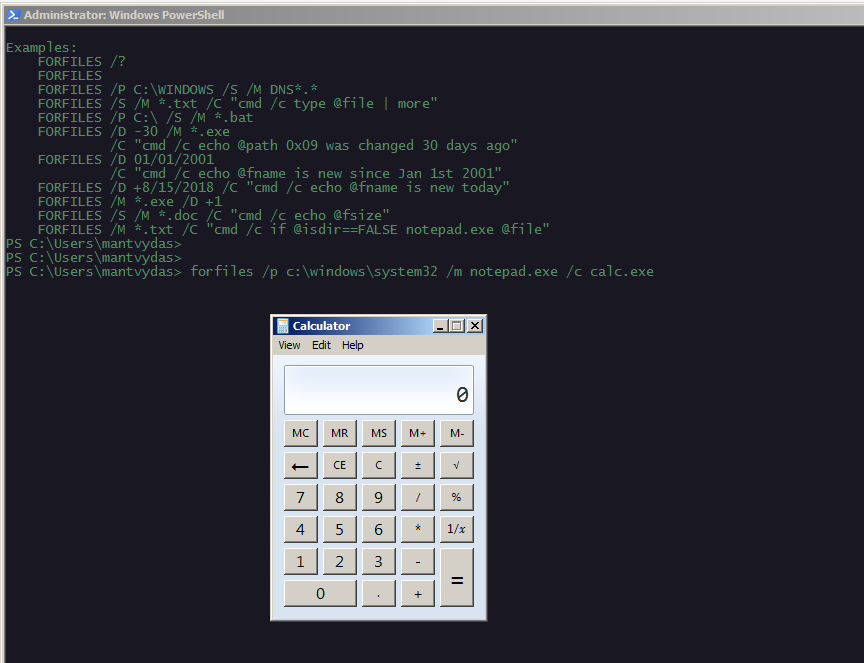 Administrator: Windows PowerShell
Examples:
    FORFILES /?
    FORFILES
    FORFILES /P C:\WINDOWS /S /M DNS*.*
    FORFILES /S /M *.txt /C "cmd /c type @file | more"
    FORFILES /P C:\ /S /M *.bat
    FORFILES /D -30 /M *.exe
             /C "cmd /c echo @path 0x09 was changed 30 days ago"
    FORFILES /D 01/01/2001
             /C "cmd /c echo @fname is new since Jan 1st 2001"
    FORFILES /D +8/15/2018 /C "cmd /c echo @fname is new today"
    FORFILES /M *.exe /D +1
    FORFILES /S /M *.doc /C "cmd /c echo @fsize"
    FORFILES /M *.txt /C "cmd /c if @isdir==FALSE notepad.exe @file"
PS C:\Users\mantvydas>
PS C:\Users\mantvydas>
PS C:\Users\mantvydas> forfiles /p c:\windows\system32 /m notepad.exe /c calc.exe
Calculator
View Edit Help
0
MC MR MS M+ M-
← CE C ± √
7 8 9 / %
4 5 6 * 1/x
1 2 3 - =
0 . +